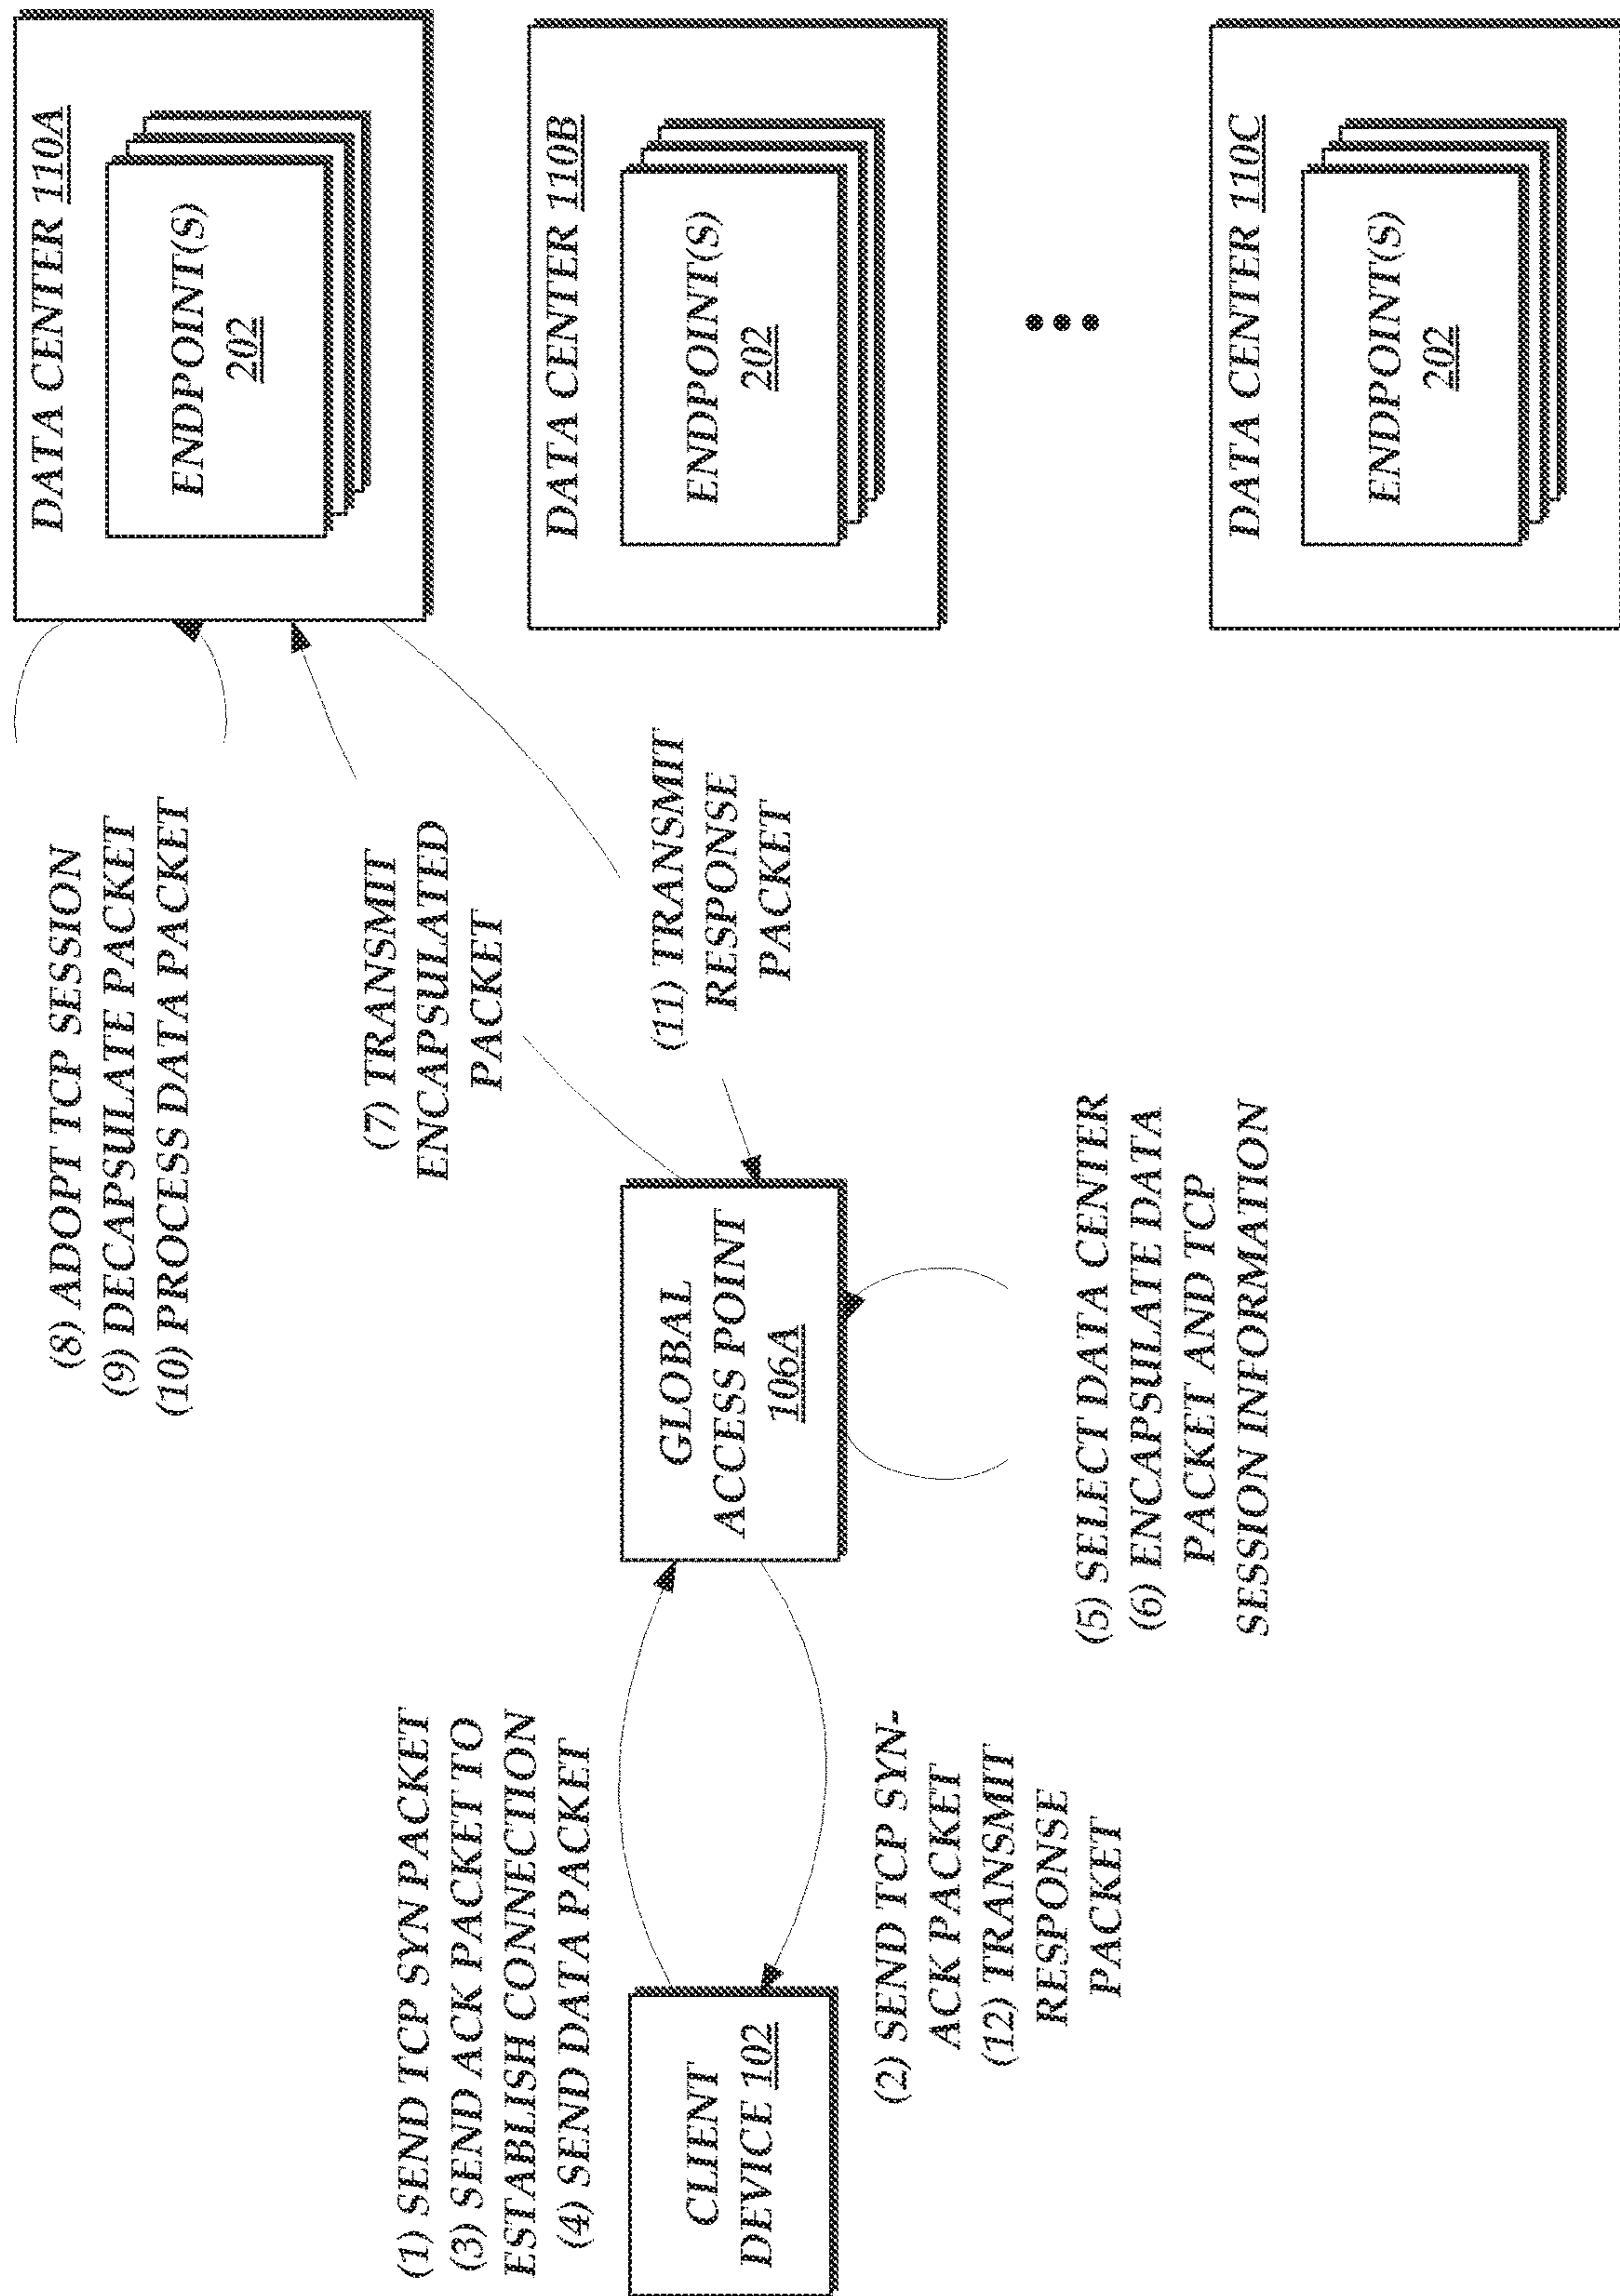 (1) SEND TCP SYN PACKET
(3) SEND ACK PACKET TO
ESTABLISH CONNECTION
(4) SEND DATA PACKET
CLIENT
DEVICE 102
(2) SEND TCP SYN-
ACK PACKET
(12) TRANSMIT
RESPONSE
PACKET
GLOBAL
ACCESS POINT
106A
(5) SELECT DATA CENTER
(6) ENCAPSULATE DATA
PACKET AND TCP
SESSION INFORMATION
(8) ADOPT TCP SESSION
(9) DECAPSULATE PACKET
(10) PROCESS DATA PACKET
(7) TRANSMIT
ENCAPSULATED
PACKET
(11) TRANSMIT
RESPONSE
PACKET
DATA CENTER 110A
ENDPOINT(S)
202
DATA CENTER 110B
ENDPOINT(S)
202
DATA CENTER 110C
ENDPOINT(S)
202